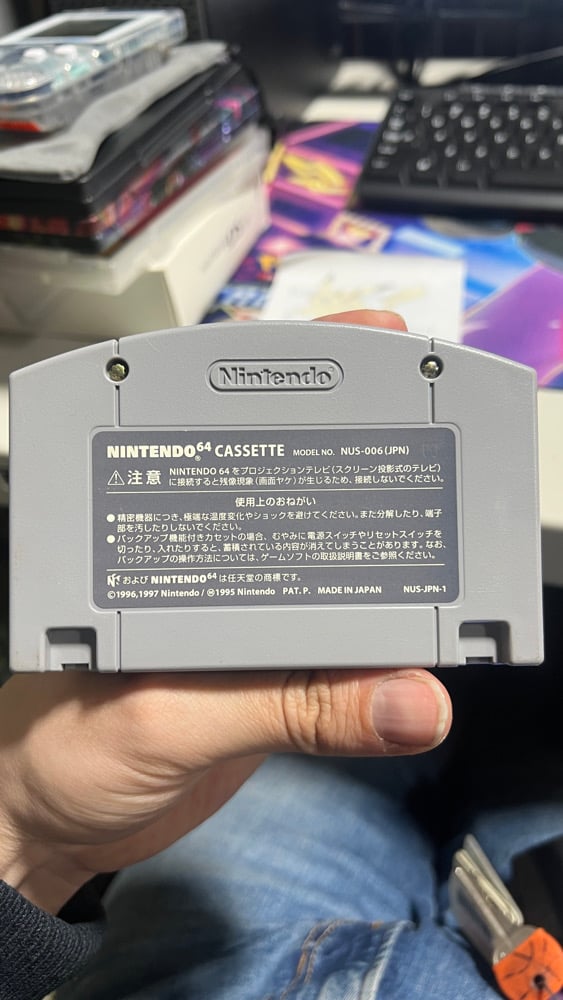 Nintendo®
NINTENDO64® CASSETTE MODEL NO. NUS-006(JPN)
⚠注意 NINTENDO 64をプロジェクションテレビ(スクリーン投影式のテレビ)
に接続すると残像現象(画面ヤケ)が生じるため、接続しないでください。
使用上のおねがい
●精密機器につき、極端な温度変化やショックを避けてください。また分解したり、端子
部を汚したりしないでください。
●バックアップ機能付きカセットの場合、むやみに電源スイッチやリセットスイッチを
切ったり、入れたりすると、蓄積されている内容が消えてしまうことがあります。なお、
バックアップの操作方法については、ゲームソフトの取扱説明書をご参照ください。
および NINTENDO64 は任天堂の商標です。
©1996,1997 Nintendo/Ⓜ1995 Nintendo PAT. P. MADE IN JAPAN NUS-JPN-1